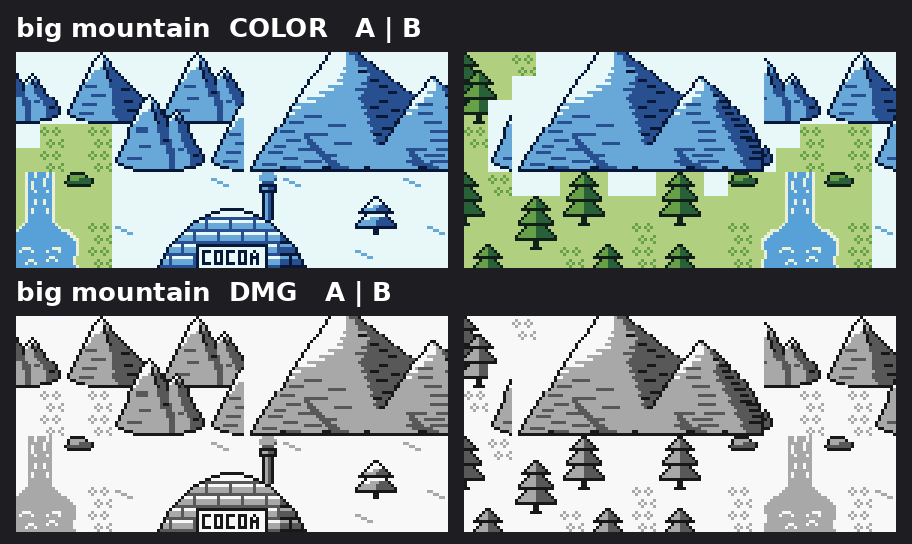 big mountain COLOR A | B
COCOA
big mountain DMG A | B
COCOA